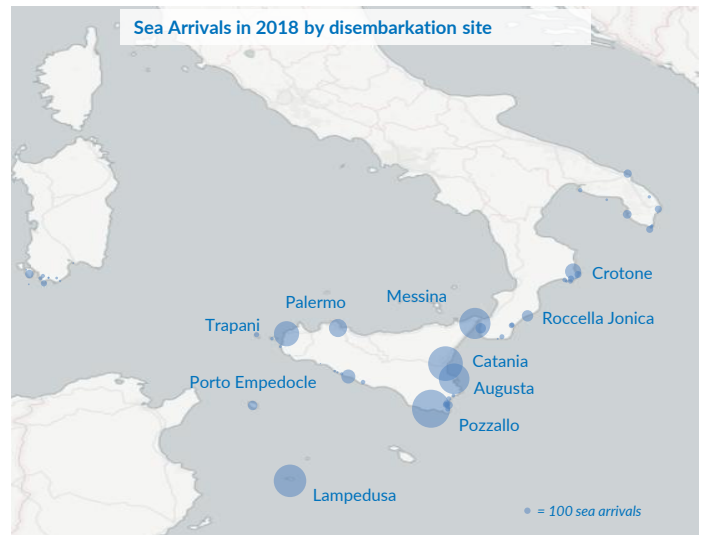 Sea Arrivals in 2018 by disembarkation site
Crotone
Messina
Palermo
Roccella Jonica
Trapani
Catania
Porto Empedocle
Augusta
Pozzallo
Lampedusa
= 100 sea arrivals